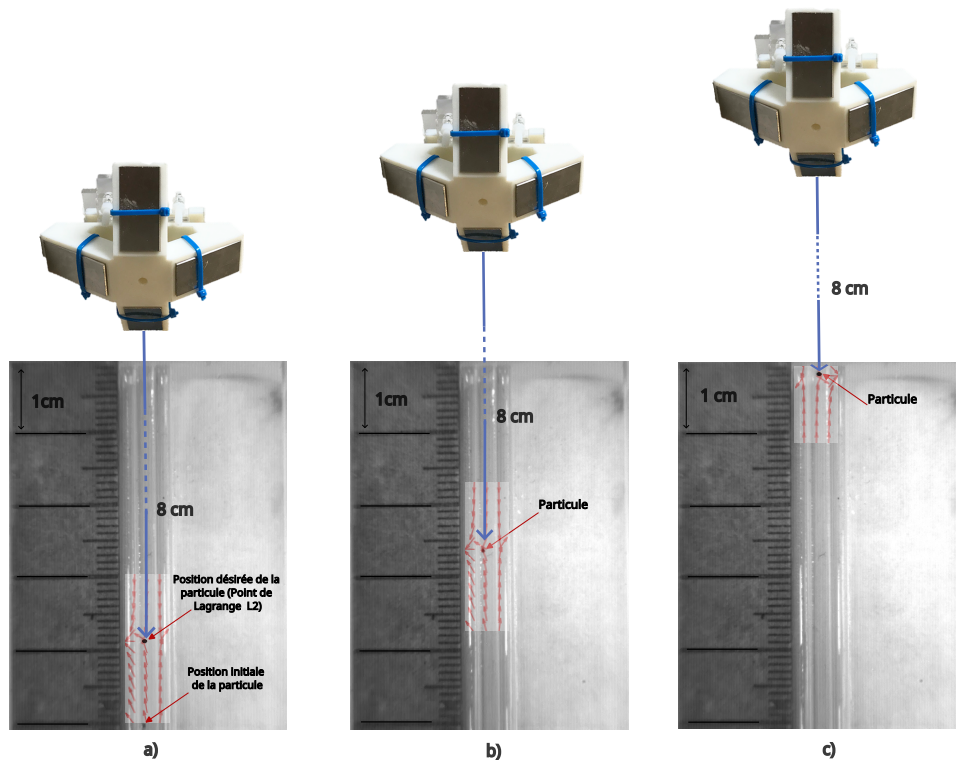 8 cm
1cm
1cm
1 cm
Particule
8 cm
Particule
8 cm
Position désirée de la
particule (Point de
Lagrange L2)
Position initiale
de la particule
a)
b)
c)